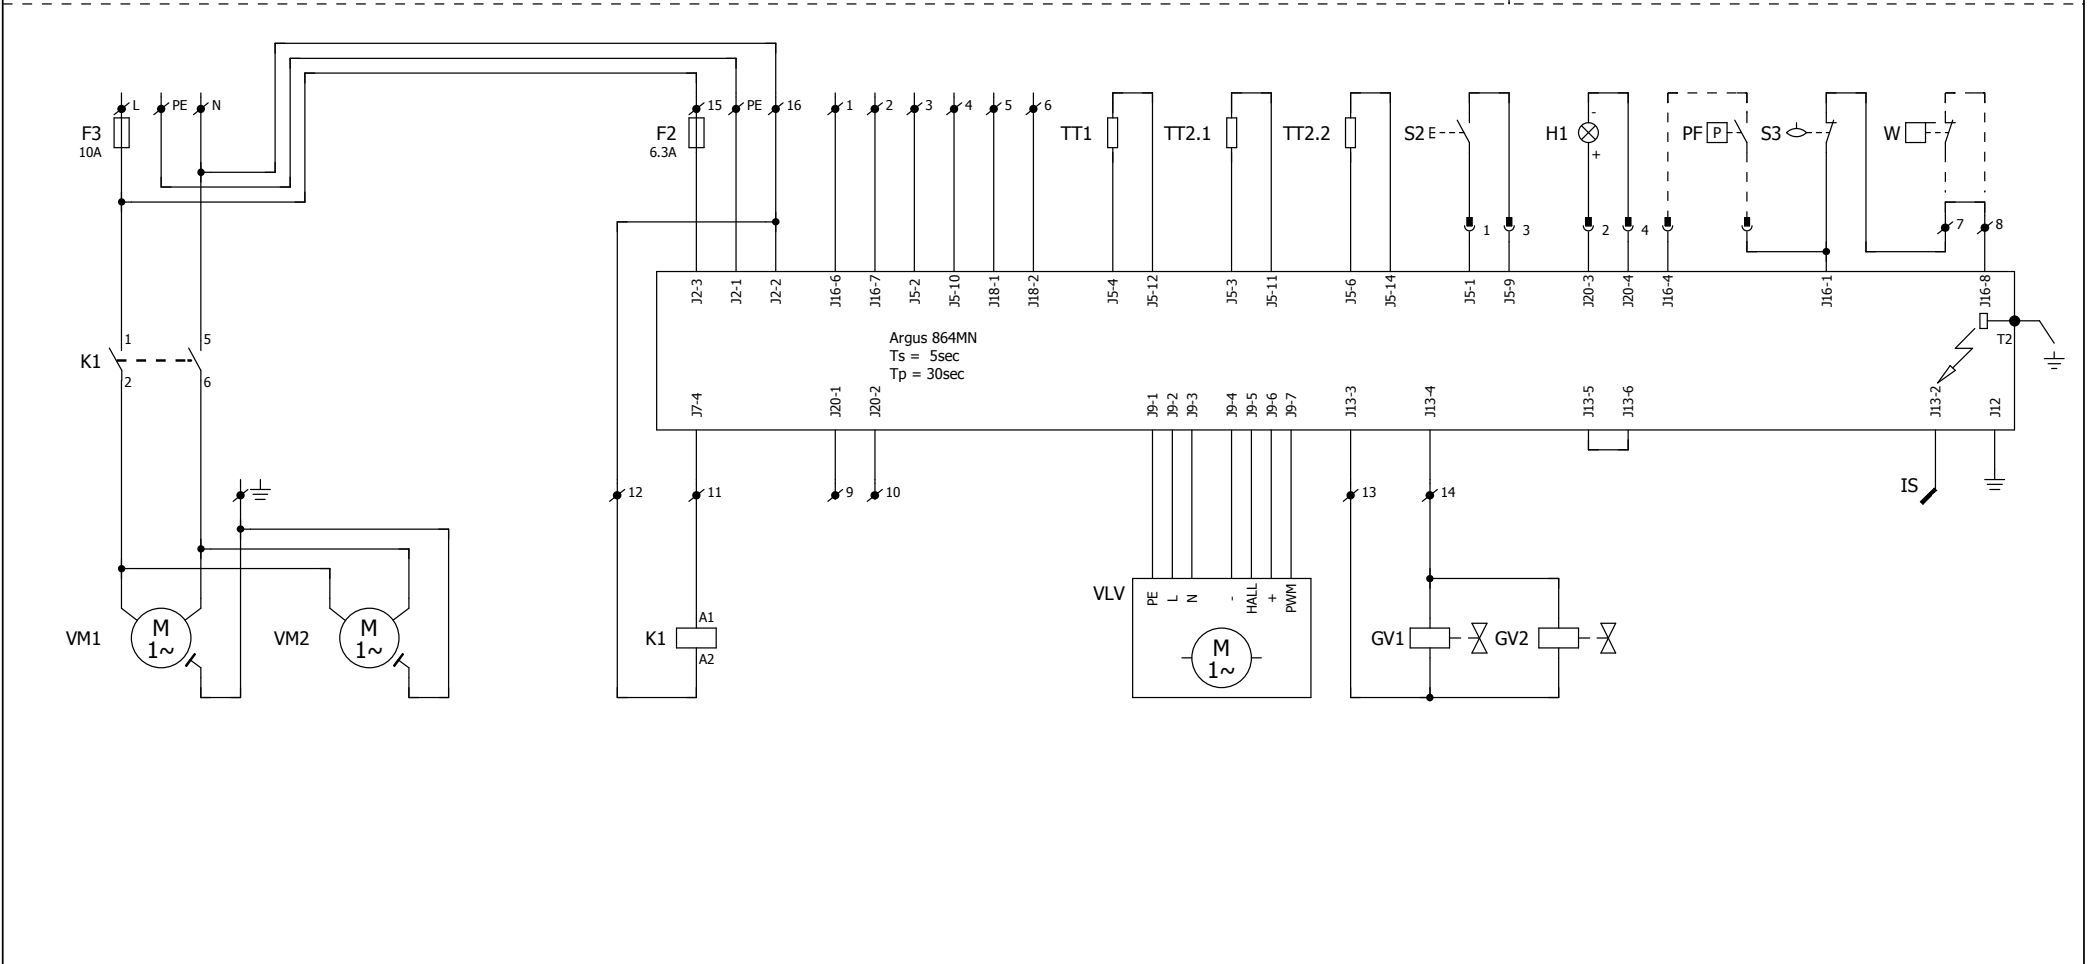 L PE N
15 PE 16 1 2 3 4 5 6
F3
10A
F2
6.3A
TT1
TT2.1
TT2.2
S2 E
H1
-
+
PF P
S3
W
1 3 2 4 7 8
J2-3 J2-1 J2-2 J16-6 J16-7 J5-2 J5-10 J18-1 J18-2 J5-4 J5-12 J5-3 J5-11 J5-6 J5-14 J5-1 J5-9 J20-3 J20-4 J16-4 J16-1 J16-8
Argus 864MN
Ts = 5sec
Tp = 30sec
T2
K1
1 5
2 6
J7-4 J20-1 J20-2 J9-1 J9-2 J9-3 J9-4 J9-5 J9-6 J9-7 J13-3 J13-4 J13-5 J13-6 J13-2 J12
12 11 9 10 13 14
IS
VLV
PE L N - HALL + PWM
M
1~
VM1
M
1~
VM2
M
1~
K1
A1
A2
GV1
GV2